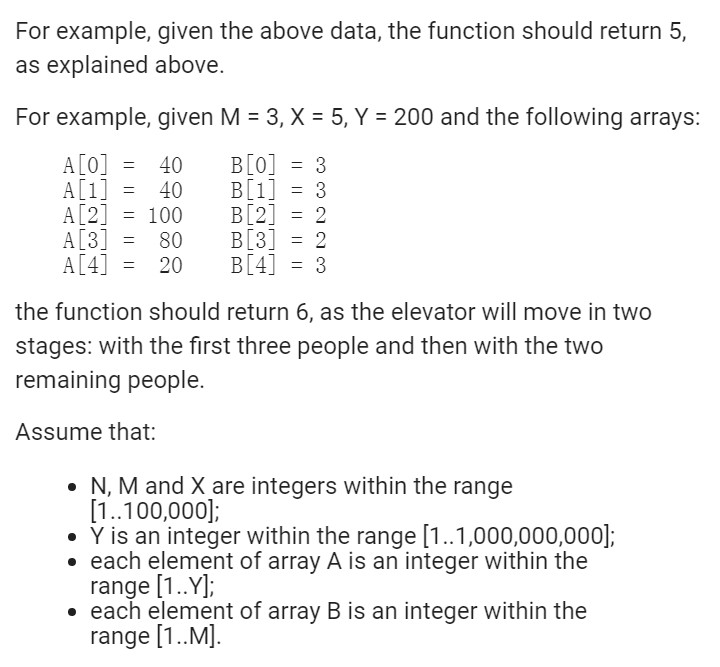 For example, given the above data, the function should return 5,
as explained above.
For example, given M = 3, X = 5, Y = 200 and the following arrays:
A[0] =  40    B[0] = 3
A[1] =  40    B[1] = 3
A[2] = 100    B[2] = 2
A[3] =  80    B[3] = 2
A[4] =  20    B[4] = 3
the function should return 6, as the elevator will move in two
stages: with the first three people and then with the two
remaining people.
Assume that:
• N, M and X are integers within the range
[1..100,000];
• Y is an integer within the range [1..1,000,000,000];
• each element of array A is an integer within the
range [1..Y];
• each element of array B is an integer within the
range [1..M].